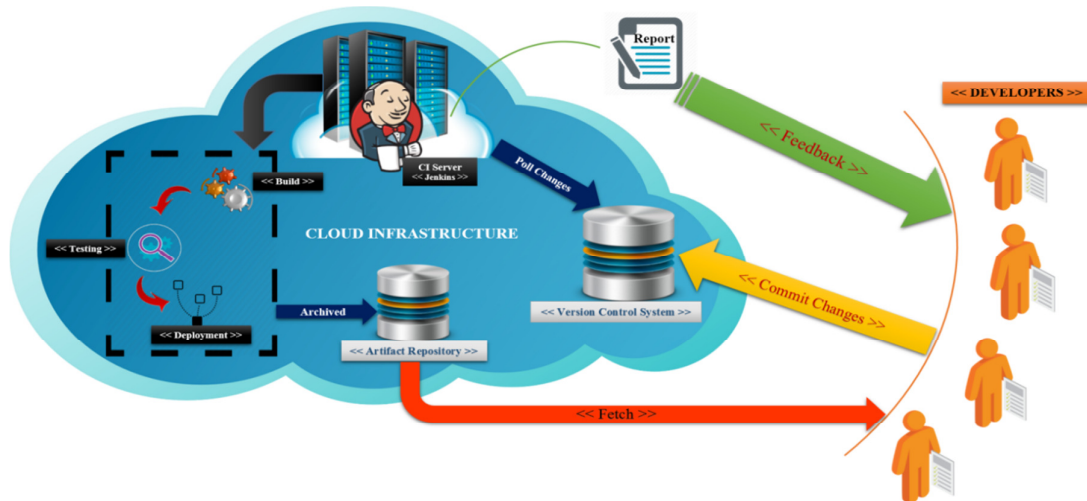 Report
<< DEVELOPERS >>
<< Feedback >>
CI Server
<< Jenkins >>
<< Build >>
Poll Changes
CLOUD INFRASTRUCTURE
<< Testing >>
<< Commit Changes >>
Archived
<< Version Control System >>
<< Deployment >>
<< Artifact Repository >>
<< Fetch >>